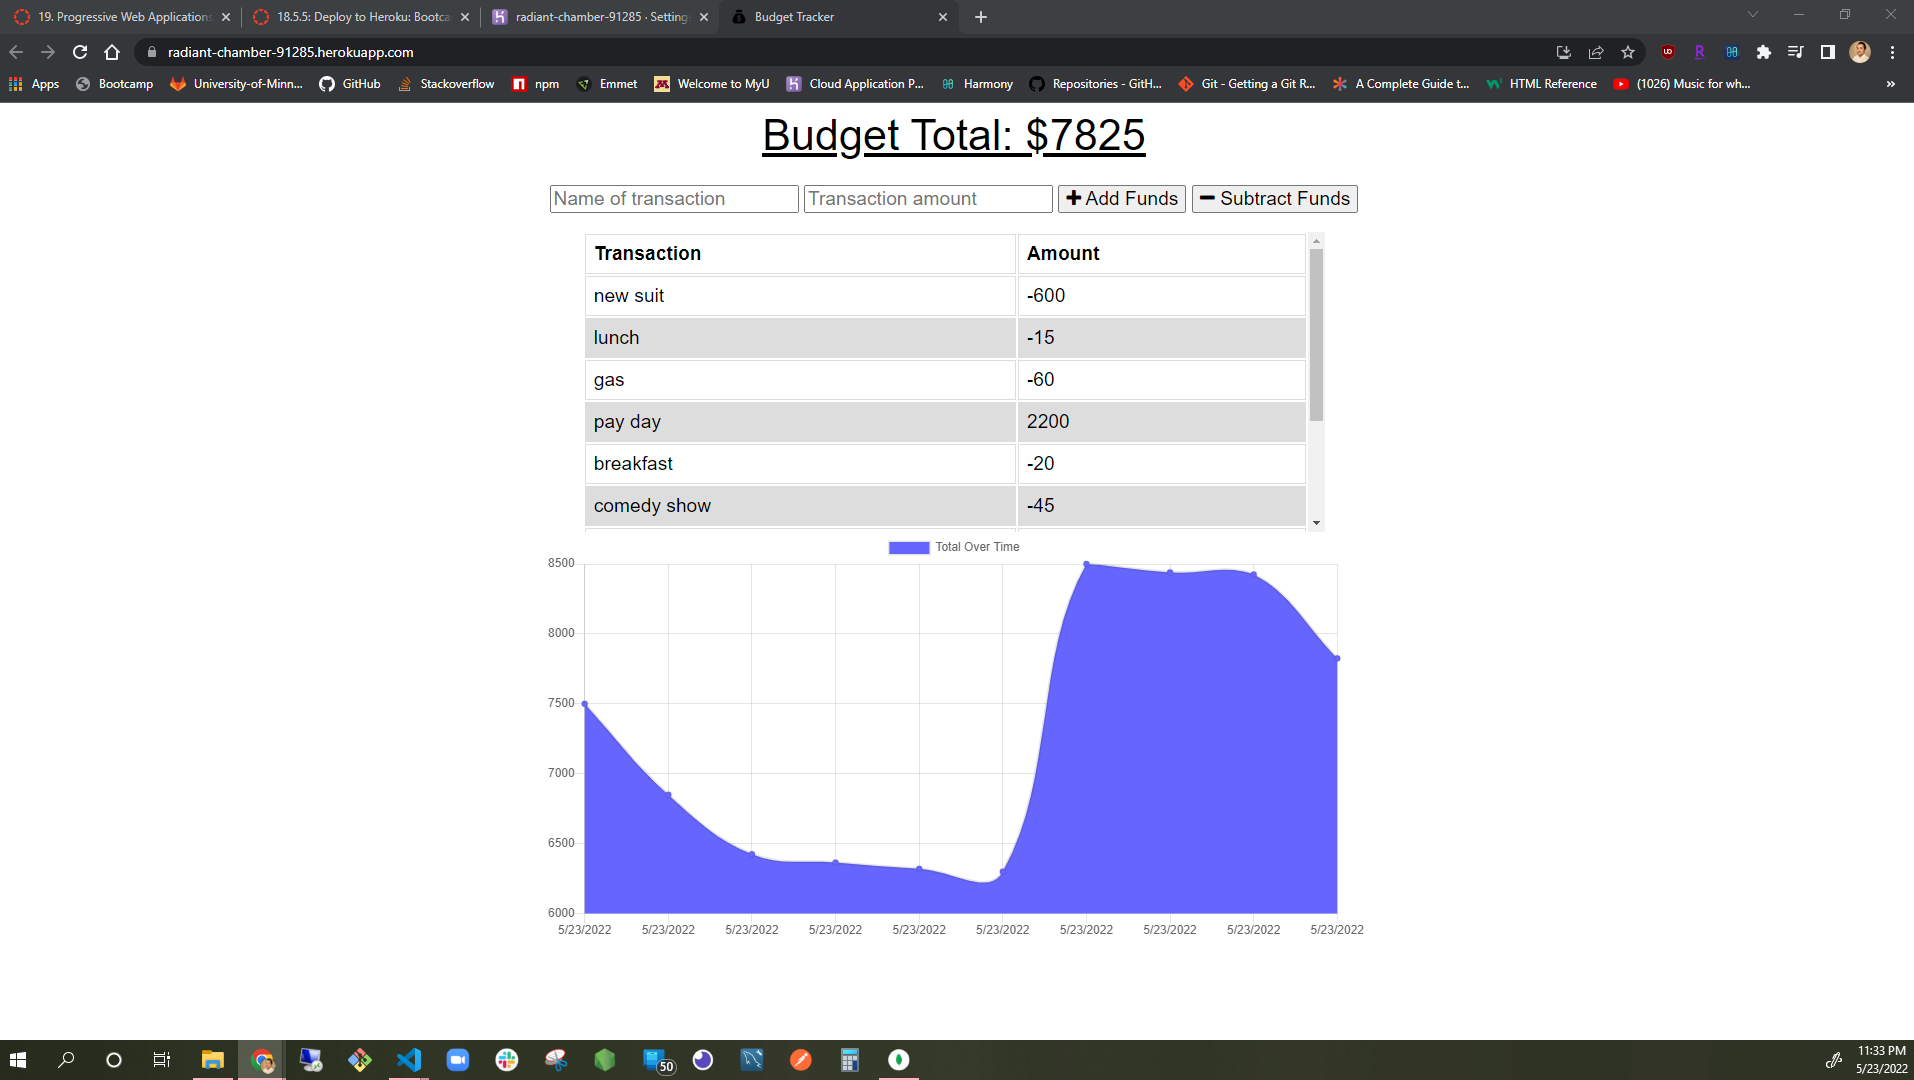 19. Progressive Web Applications
18.5.5: Deploy to Heroku: Bootca
radiant-chamber-91285 · Setting
Budget Tracker
radiant-chamber-91285.herokuapp.com
Apps Bootcamp University-of-Minn... GitHub Stackoverflow npm Emmet Welcome to MyU Cloud Application P... Harmony Repositories - GitH... Git - Getting a Git R... A Complete Guide t... HTML Reference (1026) Music for wh... »
Budget Total: $7825
Name of transaction Transaction amount Add Funds Subtract Funds
Transaction Amount
new suit -600
lunch -15
gas -60
pay day 2200
breakfast -20
comedy show -45
Total Over Time
8500
8000
7500
7000
6500
6000
5/23/2022 5/23/2022 5/23/2022 5/23/2022 5/23/2022 5/23/2022 5/23/2022 5/23/2022 5/23/2022 5/23/2022
50
11:33 PM
5/23/2022